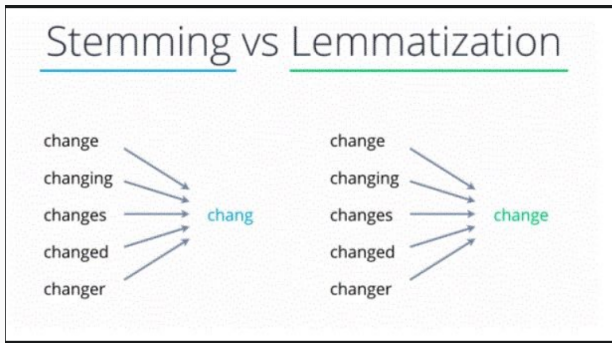 Stemming vs Lemmatization
change
changing
changes
changed
changer
chang
change
changing
changes
changed
changer
change